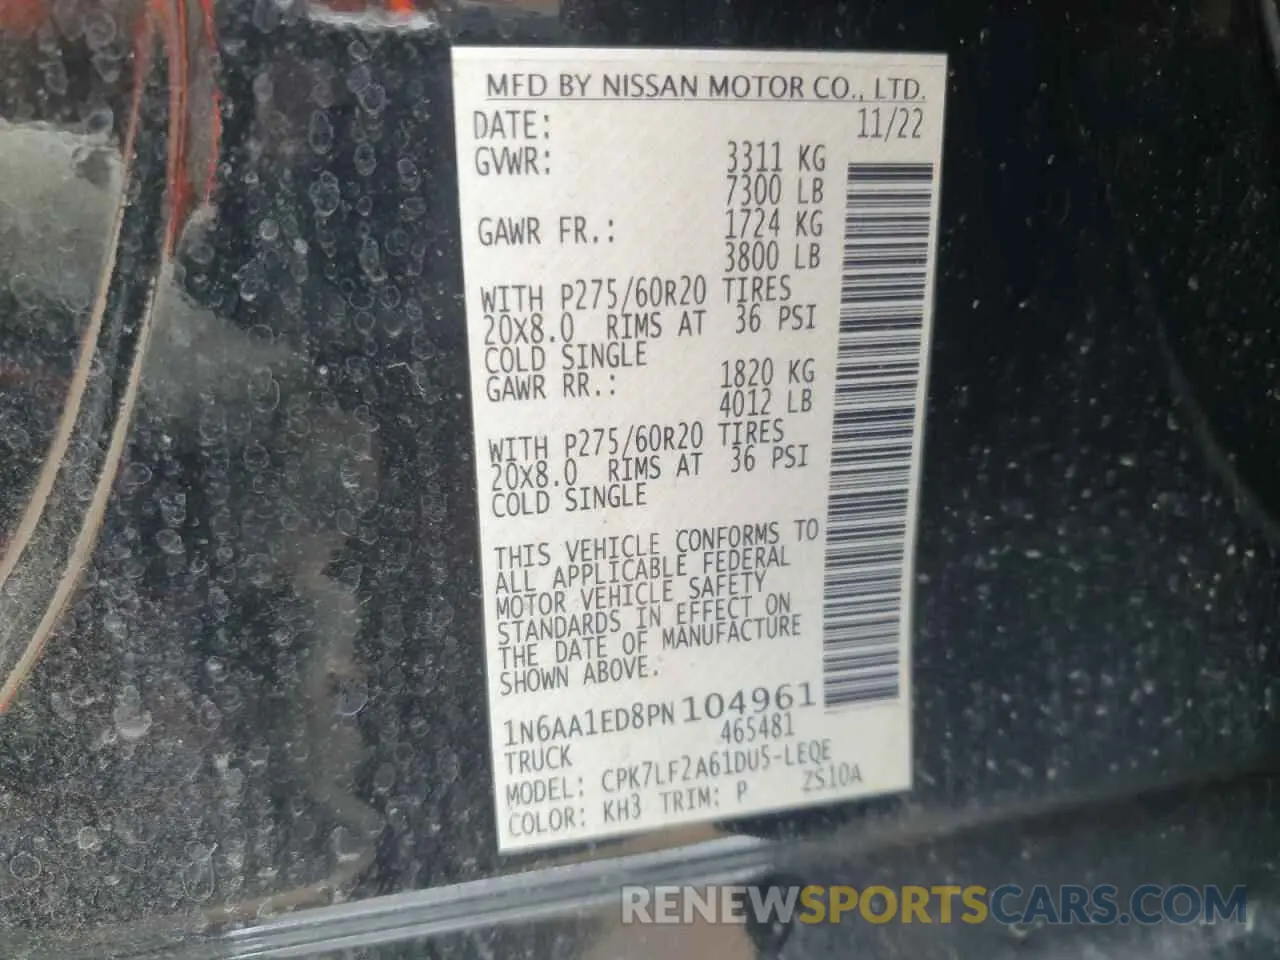 MFD BY NISSAN MOTOR CO., LTD.
DATE: 11/22
GVWR: 3311 KG
7300 LB
GAWR FR.: 1724 KG
3800 LB
WITH P275/60R20 TIRES
20X8.0 RIMS AT 36 PSI
COLD SINGLE
GAWR RR.: 1820 KG
4012 LB
WITH P275/60R20 TIRES
20X8.0 RIMS AT 36 PSI
COLD SINGLE
THIS VEHICLE CONFORMS TO
ALL APPLICABLE FEDERAL
MOTOR VEHICLE SAFETY
STANDARDS IN EFFECT ON
THE DATE OF MANUFACTURE
SHOWN ABOVE.
1N6AA1ED8PN104961
TRUCK 465481
MODEL: CPK7LF2A61DU5-LEQE
COLOR: KH3 TRIM: P ZS10A
RENEWSPORTSCARS.COM